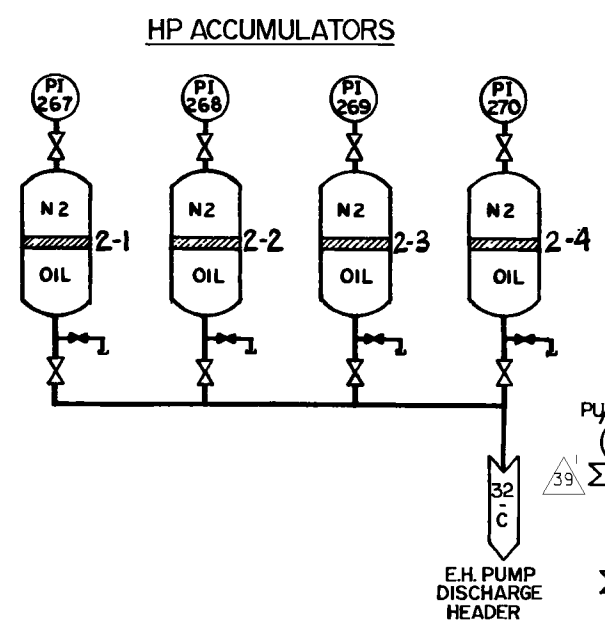 HP ACCUMULATORS
PI 267
PI 268
PI 269
PI 270
N2
N2
N2
N2
2-1
2-2
2-3
2-4
OIL
OIL
OIL
OIL
PU
39
32
-
C
E.H. PUMP
DISCHARGE
HEADER